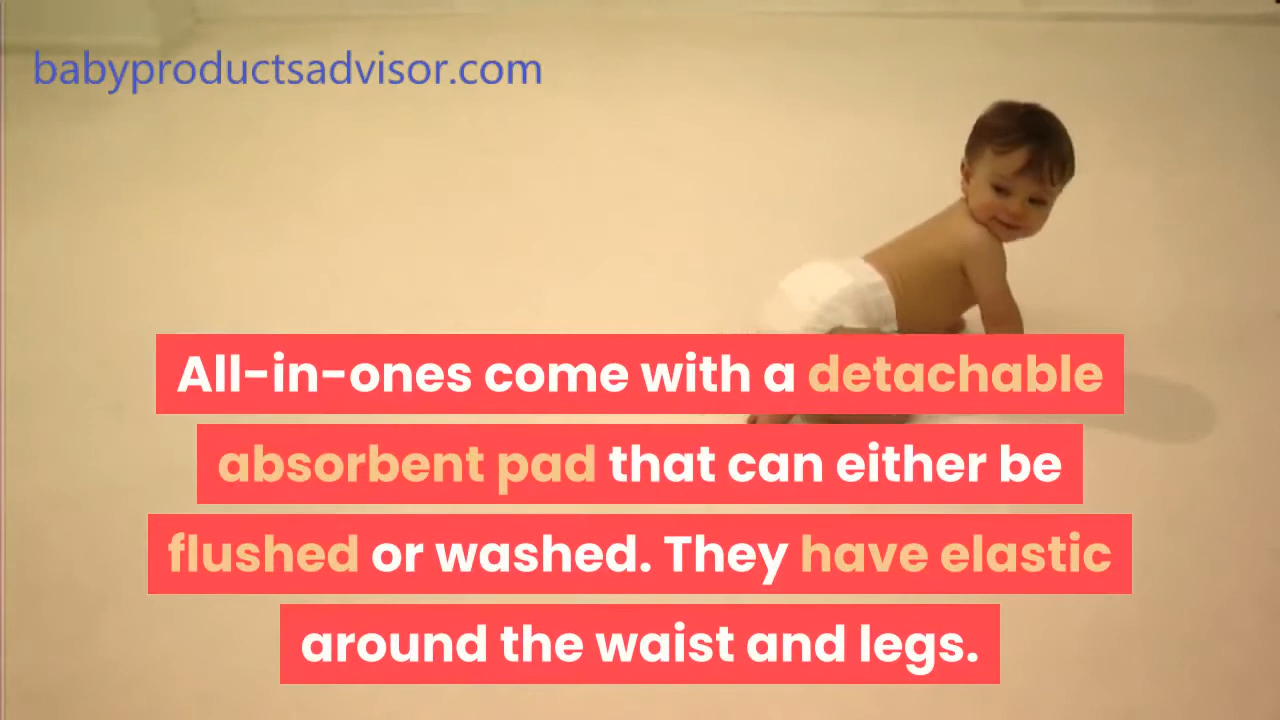 babyproductsadvisor.com
All-in-ones come with a detachable
absorbent pad that can either be
flushed or washed. They have elastic
around the waist and legs.